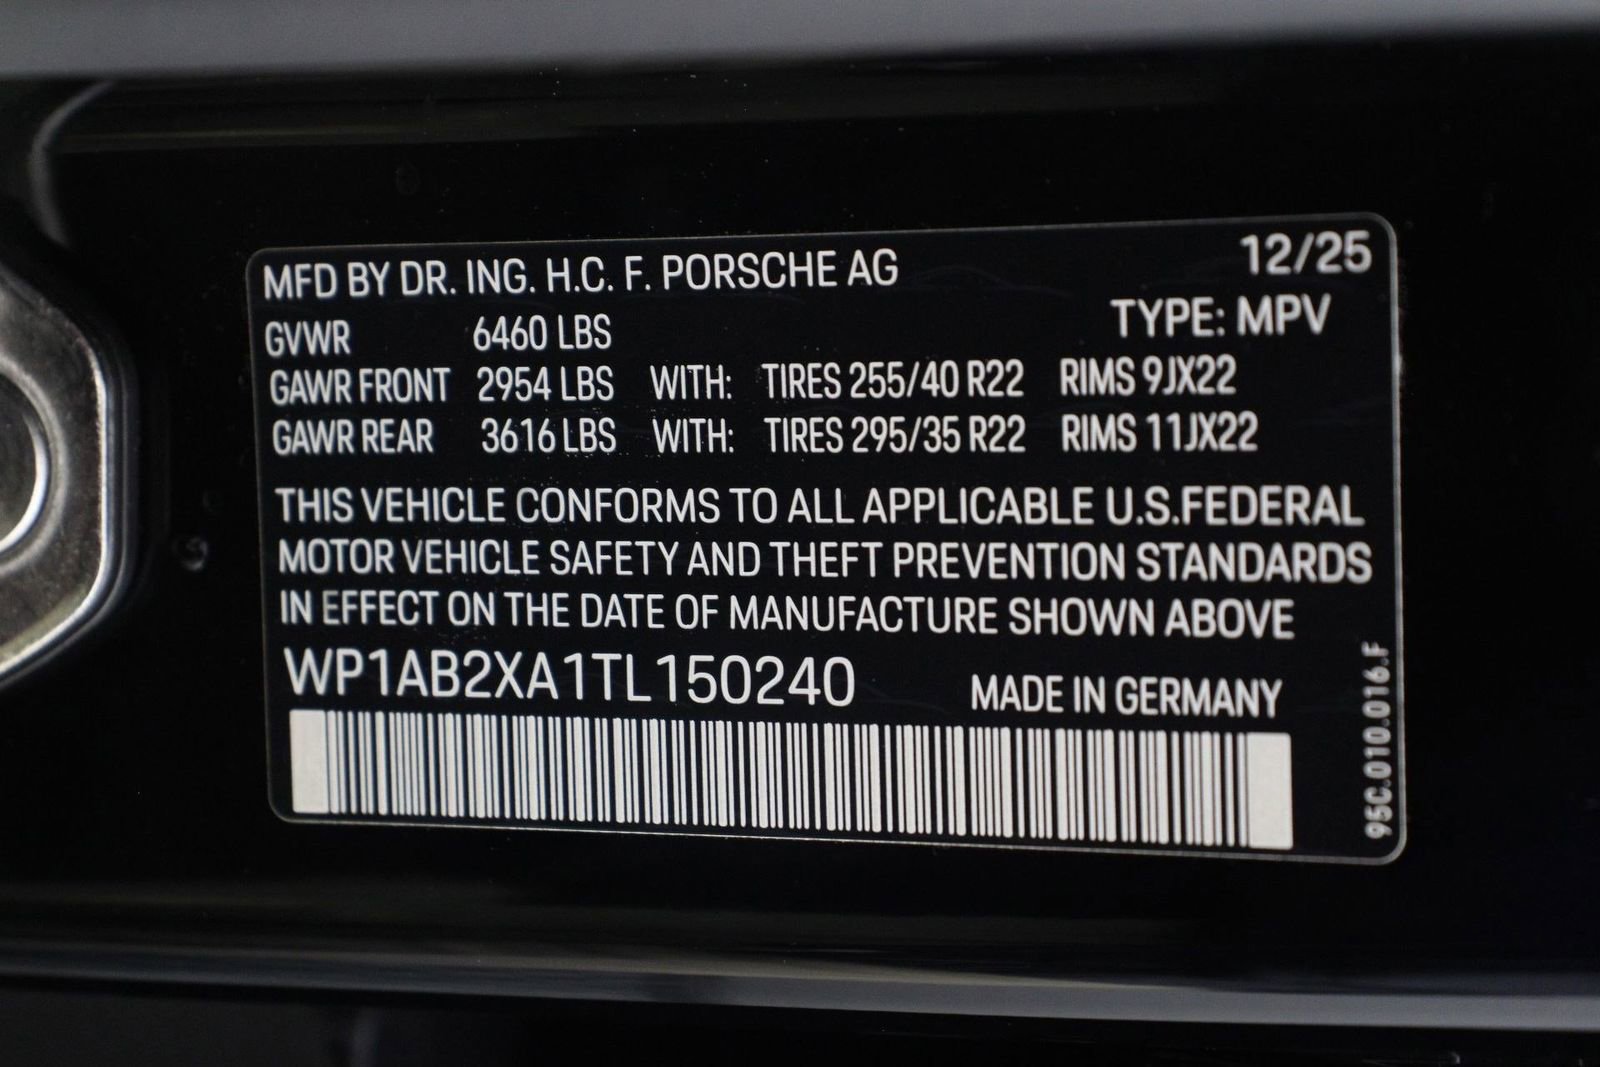 MFD BY DR. ING. H.C. F. PORSCHE AG 12/25
GVWR 6460 LBS TYPE: MPV
GAWR FRONT 2954 LBS WITH: TIRES 255/40 R22 RIMS 9JX22
GAWR REAR 3616 LBS WITH: TIRES 295/35 R22 RIMS 11JX22
THIS VEHICLE CONFORMS TO ALL APPLICABLE U.S.FEDERAL
MOTOR VEHICLE SAFETY AND THEFT PREVENTION STANDARDS
IN EFFECT ON THE DATE OF MANUFACTURE SHOWN ABOVE
WP1AB2XA1TL150240 MADE IN GERMANY
95C.010.016.F